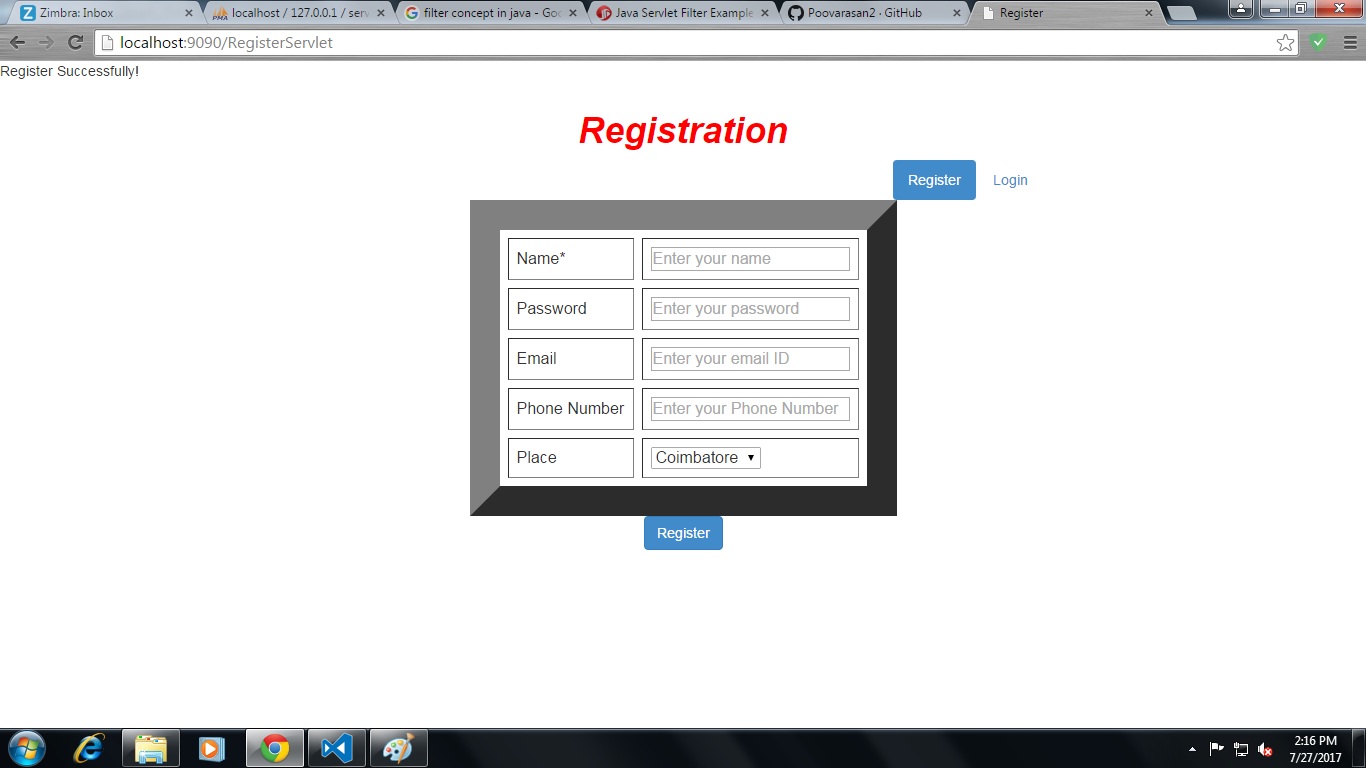 Zimbra: Inbox
localhost / 127.0.0.1 / serv
filter concept in java - Goo
Java Servlet Filter Example
Poovarasan2 · GitHub
Register
localhost:9090/RegisterServlet
Register Successfully!
Registration
Register Login
Name* Enter your name
Password Enter your password
Email Enter your email ID
Phone Number Enter your Phone Number
Place Coimbatore
Register
2:16 PM
7/27/2017